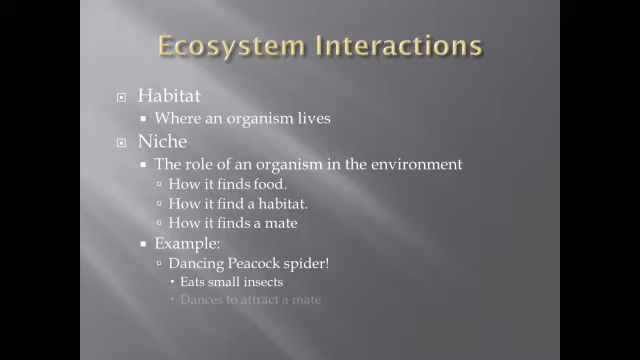 Ecosystem Interactions
Habitat
Where an organism lives
Niche
The role of an organism in the environment
How it finds food.
How it find a habitat.
How it finds a mate
Example:
Dancing Peacock spider!
Eats small insects
Dances to attract a mate